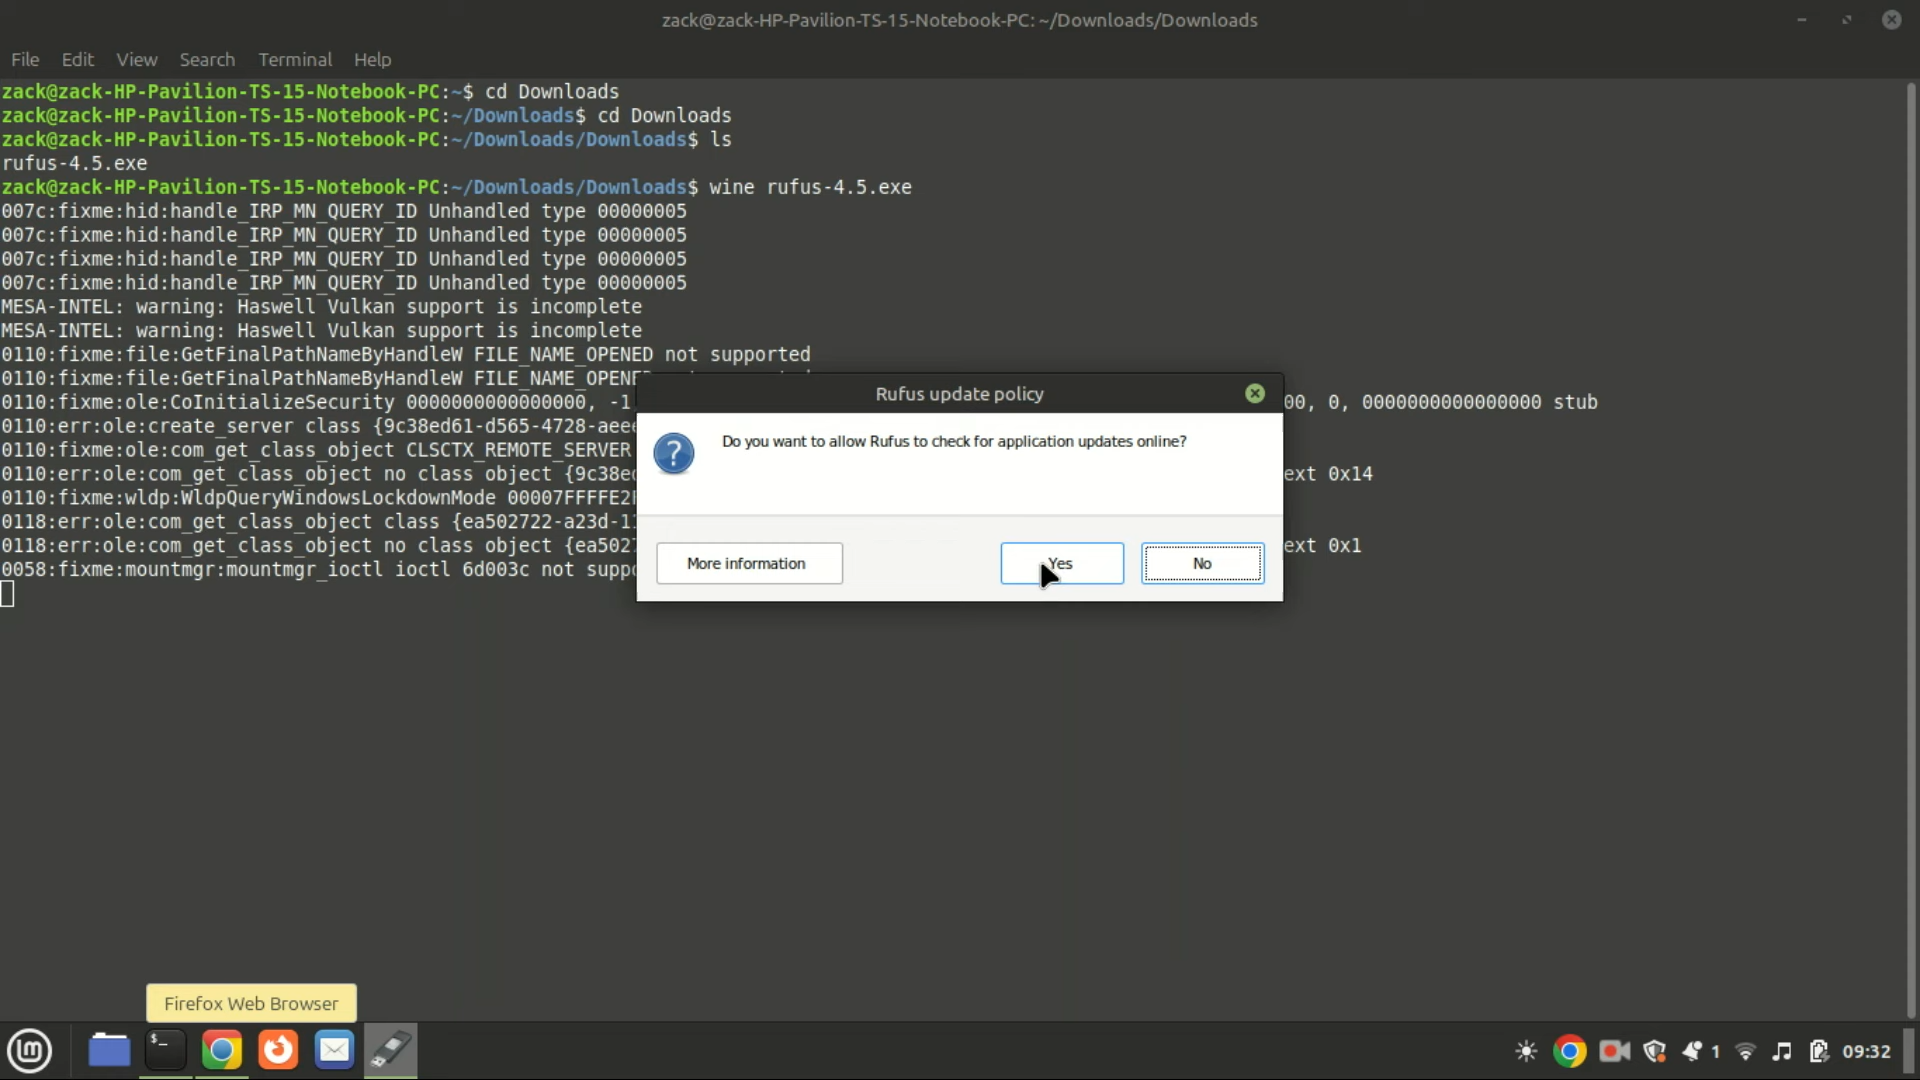 zack@zack-HP-Pavilion-TS-15-Notebook-PC: ~/Downloads/Downloads
File Edit View Search Terminal Help
zack@zack-HP-Pavilion-TS-15-Notebook-PC:~$ cd Downloads
zack@zack-HP-Pavilion-TS-15-Notebook-PC:~/Downloads$ cd Downloads
zack@zack-HP-Pavilion-TS-15-Notebook-PC:~/Downloads/Downloads$ ls
rufus-4.5.exe
zack@zack-HP-Pavilion-TS-15-Notebook-PC:~/Downloads/Downloads$ wine rufus-4.5.exe
007c:fixme:hid:handle_IRP_MN_QUERY_ID Unhandled type 00000005
007c:fixme:hid:handle_IRP_MN_QUERY_ID Unhandled type 00000005
007c:fixme:hid:handle_IRP_MN_QUERY_ID Unhandled type 00000005
007c:fixme:hid:handle_IRP_MN_QUERY_ID Unhandled type 00000005
MESA-INTEL: warning: Haswell Vulkan support is incomplete
MESA-INTEL: warning: Haswell Vulkan support is incomplete
0110:fixme:file:GetFinalPathNameByHandleW FILE_NAME_OPENED not supported
0110:fixme:file:GetFinalPathNameByHandleW FILE_NAME_OPENE
0110:fixme:ole:CoInitializeSecurity 0000000000000000, -1 00, 0, 0000000000000000 stub
0110:err:ole:create_server class {9c38ed61-d565-4728-aeee
0110:fixme:ole:com_get_class_object CLSCTX_REMOTE_SERVER
0110:err:ole:com_get_class_object no class object {9c38ed ext 0x14
0110:fixme:wldp:WldpQueryWindowsLockdownMode 00007FFFFE2F
0118:err:ole:com_get_class_object class {ea502722-a23d-11
0118:err:ole:com_get_class_object no class object {ea5027 ext 0x1
0058:fixme:mountmgr:mountmgr_ioctl ioctl 6d003c not suppo
Rufus update policy
Do you want to allow Rufus to check for application updates online?
More information Yes No
Firefox Web Browser
1 09:32